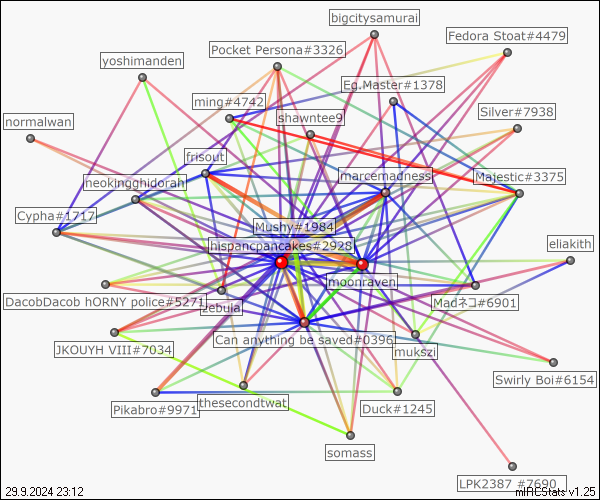 bigcitysamurai
Fedora Stoat#4479
Pocket Persona#3326
yoshimanden
Eg.Master#1378
ming#4742
Silver#7938
shawntee9
normalwan
frisout
marcemadness
Majestic#3375
neokingghidorah
Cypha#1717
Mushy#1984
hispancpancakes#2928
eliakith
moonraven
DacobDacob hORNY police#5271
zebula
Madネコ#6901
Can anything be saved#0396
JKOUYH VIII#7034
mukszi
Swirly Boi#6154
Pikabro#9971
thesecondtwat
Duck#1245
somass
LPK2387 #7690
29.9.2024 23:12
mIRCStats v1.25